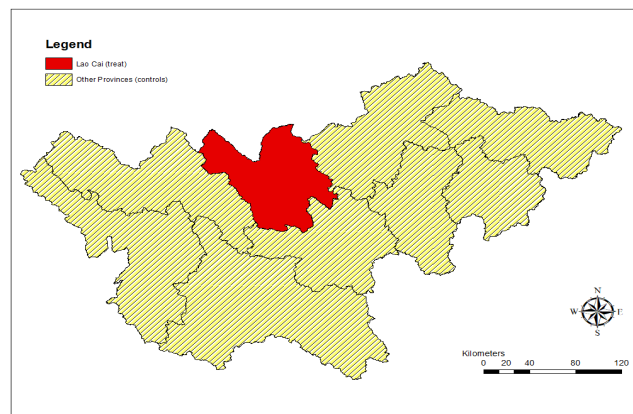 Legend
Lao Cai (treat)
Other Provinces (controls)
N
W E
S
Kilometers
0 20 40 80 120